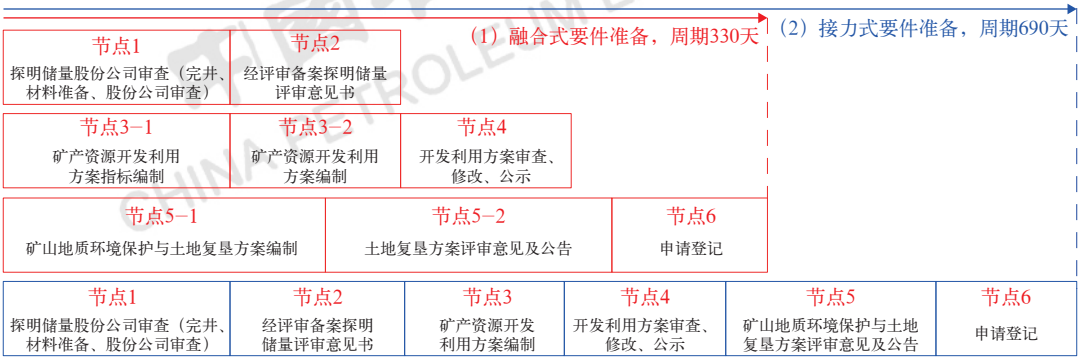 (1) 融合式要件准备，周期330天
(2) 接力式要件准备，周期690天
节点1
探明储量股份公司审查（完井、
材料准备、股份公司审查）
节点2
经评审备案探明储量
评审意见书
节点3-1
矿产资源开发利用
方案指标编制
节点3-2
矿产资源开发利用
方案编制
节点4
开发利用方案审查、
修改、公示
节点5-1
矿山地质环境保护与土地复垦方案编制
节点5-2
土地复垦方案评审意见及公告
节点6
申请登记
节点1
探明储量股份公司审查（完井、
材料准备、股份公司审查）
节点2
经评审备案探明
储量评审意见书
节点3
矿产资源开发
利用方案编制
节点4
开发利用方案审查、
修改、公示
节点5
矿山地质环境保护与土地
复垦方案评审意见及公告
节点6
申请登记
CHINA PETROLEUM